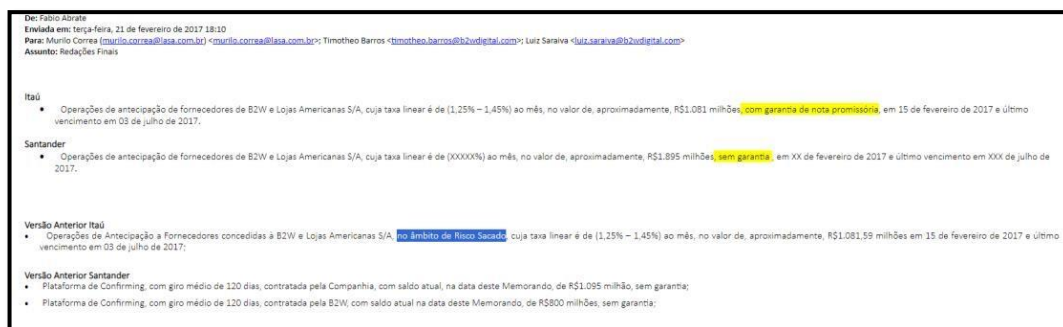 De: Fabio Abrate
Enviada em: terça-feira, 21 de fevereiro de 2017 18:10
Para: Murilo Correa (murilo.correa@lasa.com.br) <murilo.correa@lasa.com.br>; Timotheo Barros <timotheo.barros@b2wdigital.com>; Luiz Saraiva <luiz.saraiva@b2wdigital.com>
Assunto: Redações Finais
Itaú
• Operações de antecipação de fornecedores de B2W e Lojas Americanas S/A, cuja taxa linear é de (1,25% – 1,45%) ao mês, no valor de, aproximadamente, R$1.081 milhões, com garantia de nota promissória, em 15 de fevereiro de 2017 e último
vencimento em 03 de julho de 2017.
Santander
• Operações de antecipação de fornecedores de B2W e Lojas Americanas S/A, cuja taxa linear é de (XXXXX%) ao mês, no valor de, aproximadamente, R$1.895 milhões, sem garantia , em XX de fevereiro de 2017 e último vencimento em XXX de julho de
2017.
Versão Anterior Itaú
• Operações de Antecipação a Fornecedores concedidas à B2W e Lojas Americanas S/A, no âmbito de Risco Sacado, cuja taxa linear é de (1,25% – 1,45%) ao mês, no valor de, aproximadamente, R$1.081,59 milhões em 15 de fevereiro de 2017 e último
vencimento em 03 de julho de 2017;
Versão Anterior Santander
• Plataforma de Confirming, com giro médio de 120 dias, contratada pela Companhia, com saldo atual, na data deste Memorando, de R$1.095 milhão, sem garantia;
• Plataforma de Confirming, com giro médio de 120 dias, contratada pela B2W, com saldo atual na data deste Memorando, de R$800 milhões, sem garantia;